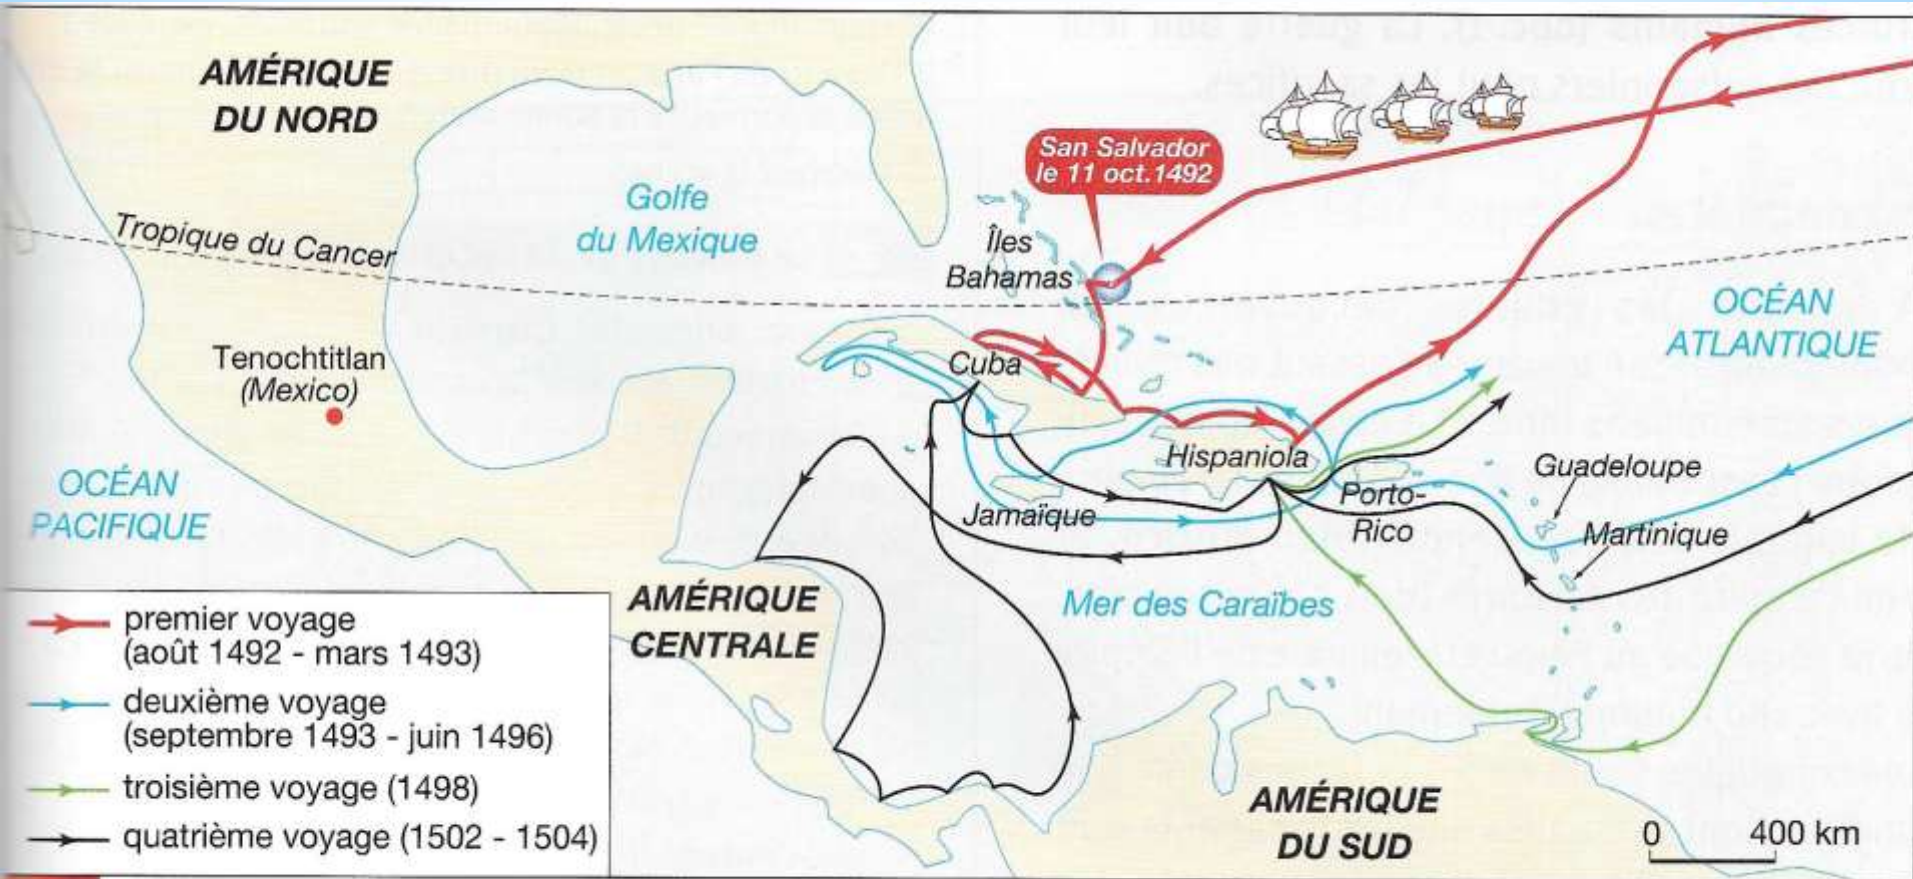 AMÉRIQUE
DU NORD
San Salvador
le 11 oct.1492
Golfe
du Mexique
Tropique du Cancer
Îles
Bahamas
OCÉAN
ATLANTIQUE
Tenochtitlan
(Mexico)
Cuba
Hispaniola
Guadeloupe
OCÉAN
PACIFIQUE
Jamaïque
Porto-
Rico
Martinique
AMÉRIQUE
CENTRALE
Mer des Caraïbes
premier voyage
(août 1492 - mars 1493)
deuxième voyage
(septembre 1493 - juin 1496)
troisième voyage (1498)
quatrième voyage (1502 - 1504)
AMÉRIQUE
DU SUD
0 400 km